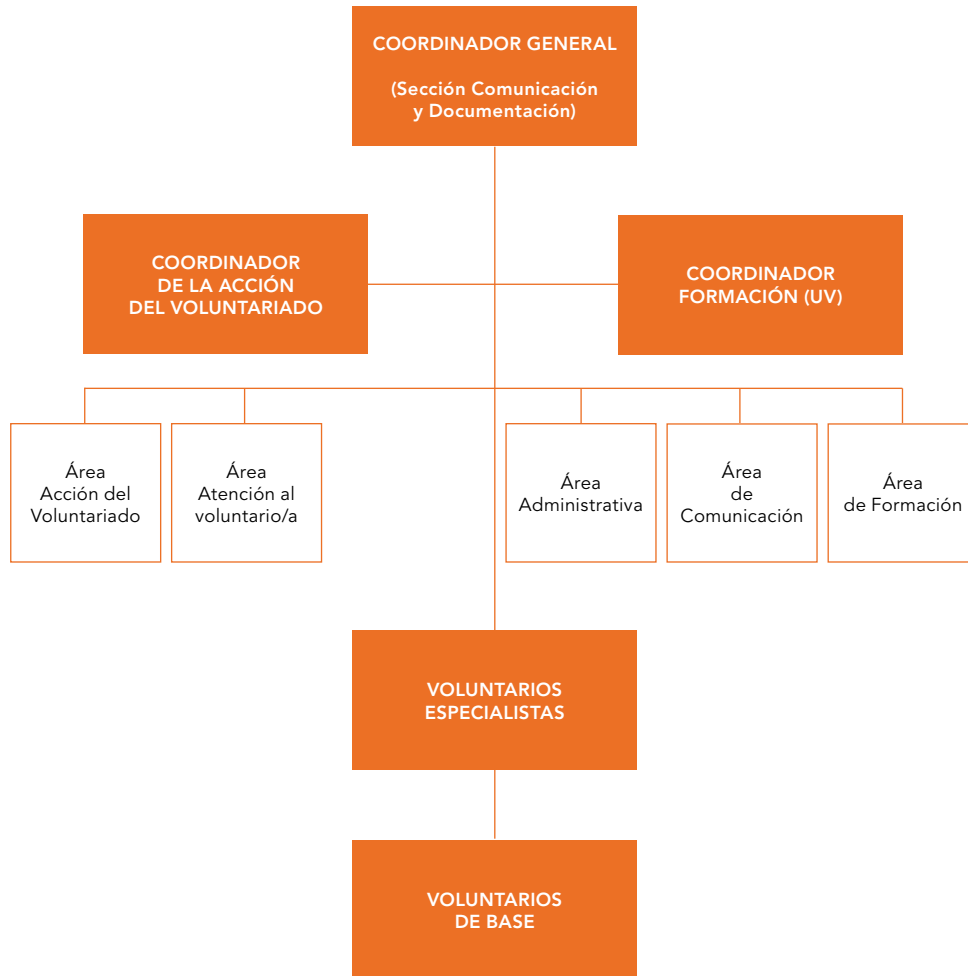 COORDINADOR GENERAL
(Sección Comunicación
y Documentación)
COORDINADOR
DE LA ACCIÓN
DEL VOLUNTARIADO
COORDINADOR
FORMACIÓN (UV)
Área
Acción del
Voluntariado
Área
Atención al
voluntario/a
Área
Administrativa
Área
de
Comunicación
Área
de Formación
VOLUNTARIOS
ESPECIALISTAS
VOLUNTARIOS
DE BASE